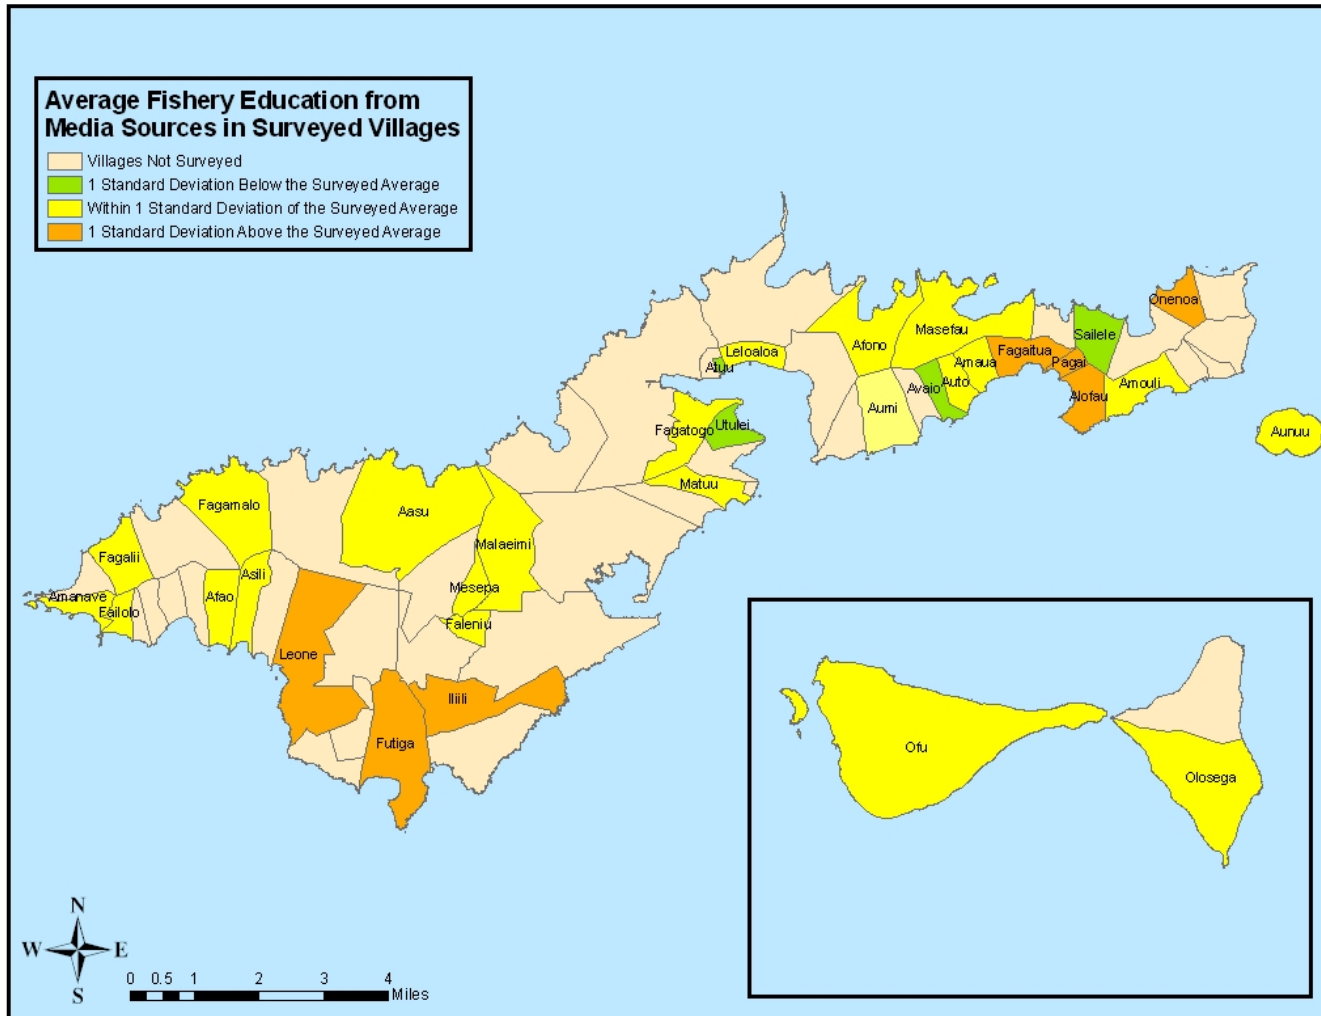 Average Fishery Education from
Media Sources in Surveyed Villages
Villages Not Surveyed
1 Standard Deviation Below the Surveyed Average
Within 1 Standard Deviation of the Surveyed Average
1 Standard Deviation Above the Surveyed Average
Onenoa
Sailele
Masefau
Afono
Leloaloa
Atuu
Fagaitua
Pagai
Amaua
Auto
Avaio
Aumi
Alofau
Amouli
Aunuu
Utulei
Fagatogo
Matuu
Fagamalo
Aasu
Malaeimi
Fagalii
Asili
Mesepa
Amanave
Failolo
Afao
Faleniu
Leone
Iliili
Futiga
Ofu
Olosega
N
W E
S
0 0.5 1 2 3 4
Miles